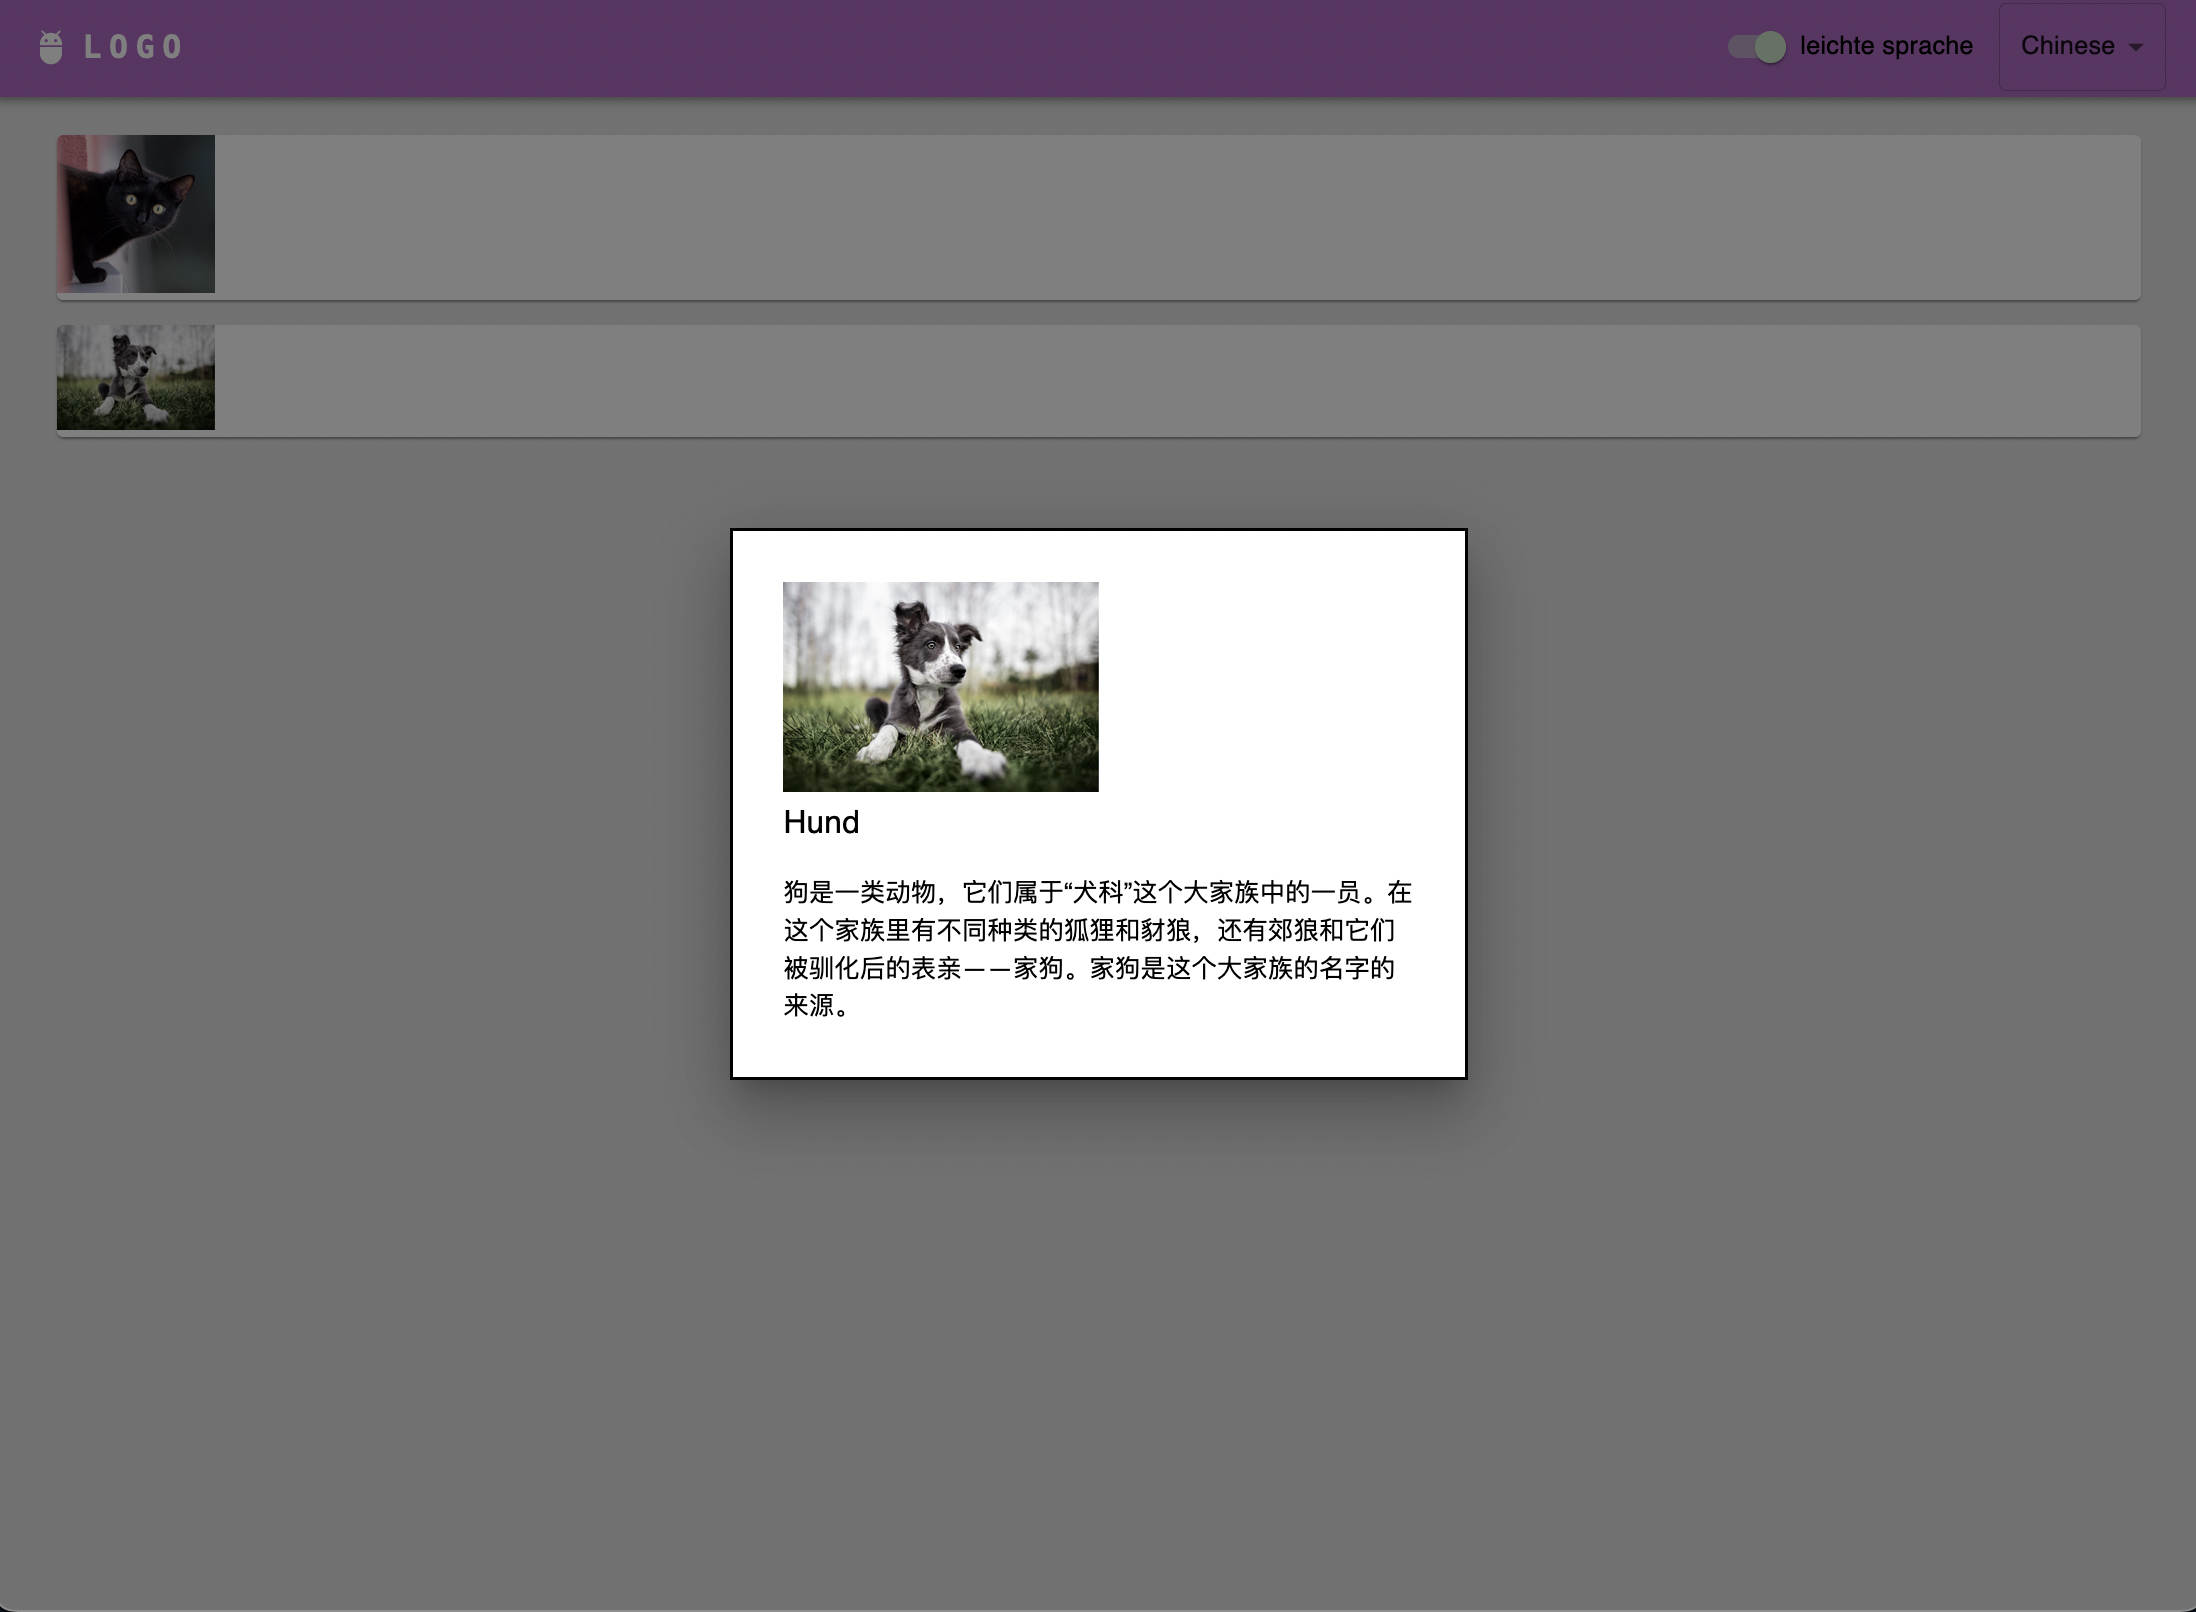 LOGO
leichte sprache
Chinese
Hund
狗是一类动物，它们属于“犬科”这个大家族中的一员。在
这个家族里有不同种类的狐狸和豺狼，还有郊狼和它们
被驯化后的表亲——家狗。家狗是这个大家族的名字的
来源。